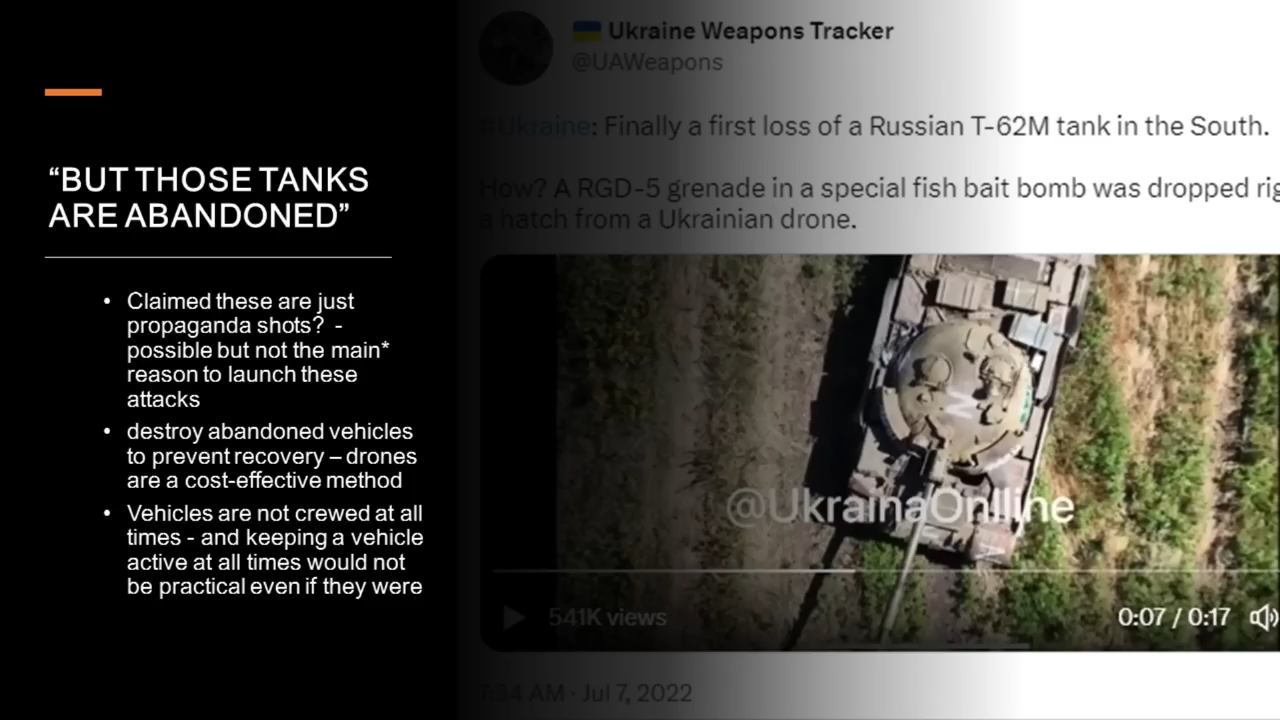 “BUT THOSE TANKS
ARE ABANDONED”
• Claimed these are just
propaganda shots? -
possible but not the main*
reason to launch these
attacks
• destroy abandoned vehicles
to prevent recovery – drones
are a cost-effective method
• Vehicles are not crewed at all
times - and keeping a vehicle
active at all times would not
be practical even if they were
Ukraine Weapons Tracker
@UAWeapons
#Ukraine: Finally a first loss of a Russian T-62M tank in the South.
How? A RGD-5 grenade in a special fish bait bomb was dropped
a hatch from a Ukrainian drone.
@UkrainaOnlline
541K views
0:07 / 0:17
AM · Jul 7, 2022